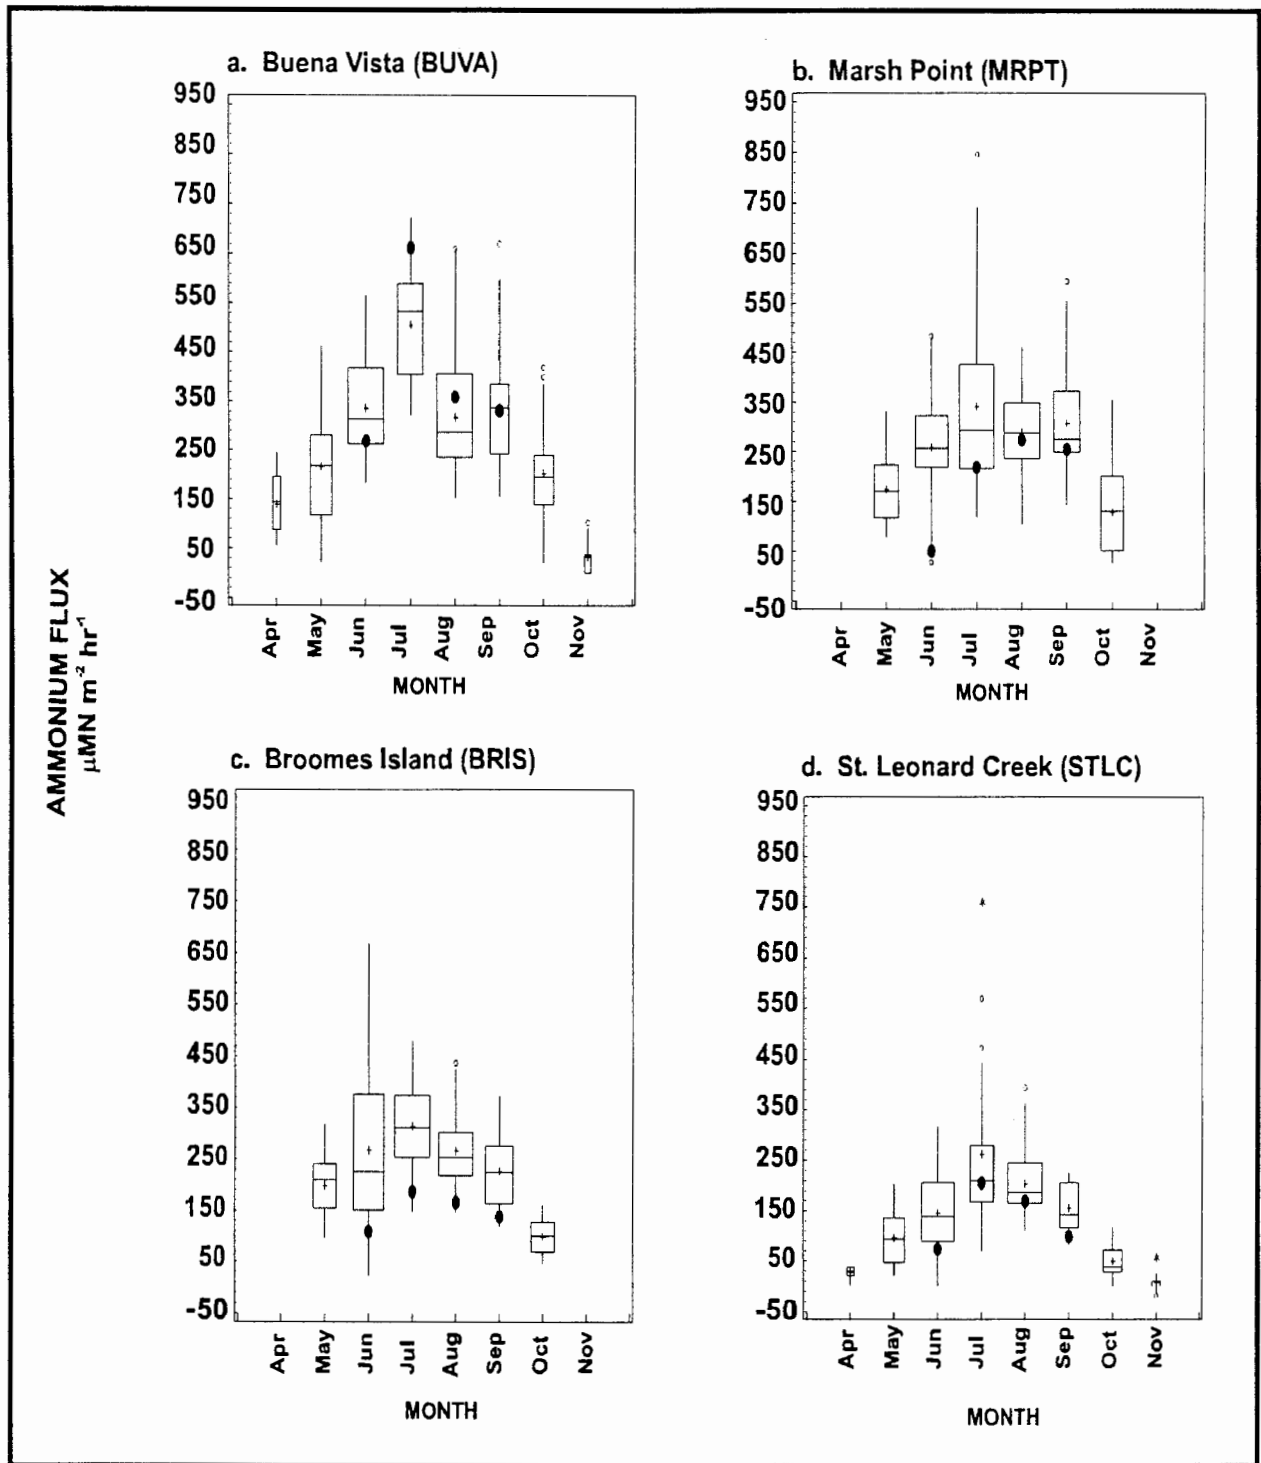 a. Buena Vista (BUVA)
950
850
750
650
550
450
350
250
150
50
-50
Apr
May
Jun
Jul
Aug
Sep
Oct
Nov
MONTH
b. Marsh Point (MRPT)
950
850
750
650
550
450
350
250
150
50
-50
Apr
May
Jun
Jul
Aug
Sep
Oct
Nov
MONTH
AMMONIUM FLUX
μMN m⁻² hr⁻¹
c. Broomes Island (BRIS)
950
850
750
650
550
450
350
250
150
50
-50
Apr
May
Jun
Jul
Aug
Sep
Oct
Nov
MONTH
d. St. Leonard Creek (STLC)
950
850
750
650
550
450
350
250
150
50
-50
Apr
May
Jun
Jul
Aug
Sep
Oct
Nov
MONTH